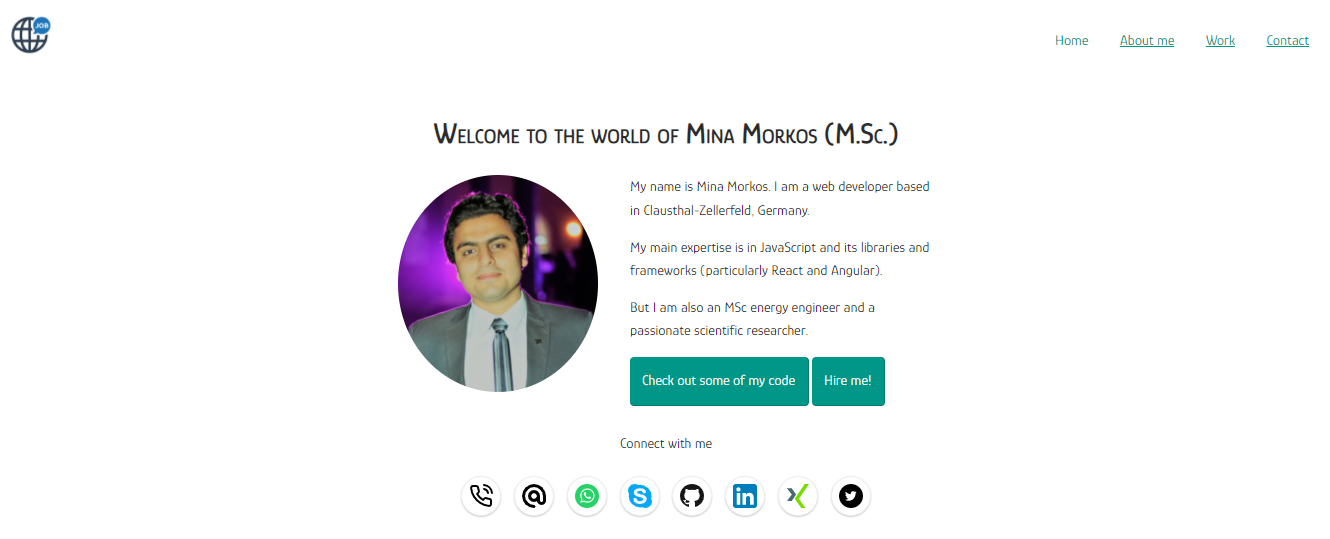 JOB
Home About me Work Contact
Welcome to the world of Mina Morkos (M.Sc.)
My name is Mina Morkos. I am a web developer based
in Clausthal-Zellerfeld, Germany.
My main expertise is in JavaScript and its libraries and
frameworks (particularly React and Angular).
But I am also an MSc energy engineer and a
passionate scientific researcher.
Check out some of my code Hire me!
Connect with me
in